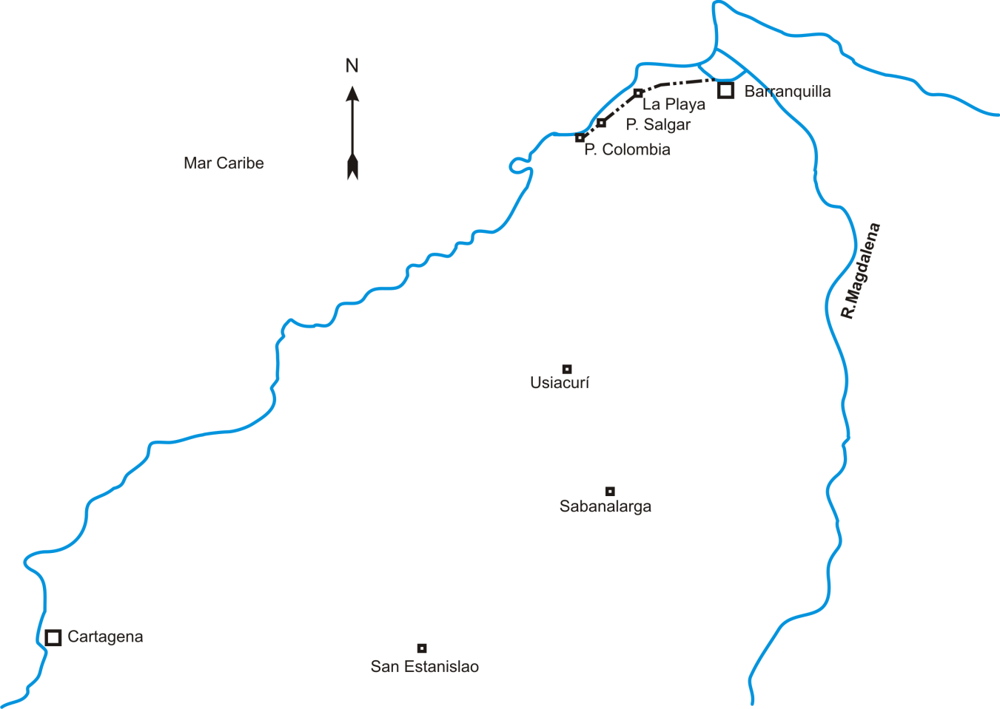 N
Barranquilla
La Playa
P. Salgar
P. Colombia
Mar Caribe
R.Magdalena
Usiacurí
Sabanalarga
Cartagena
San Estanislao